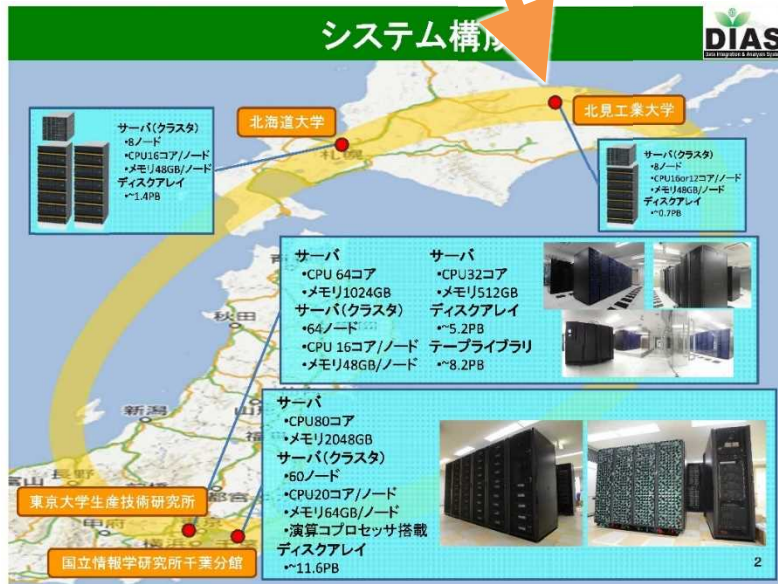 システム構成
DIAS
Data Integration & Analysis System
サーバ(クラスタ)
•8ノード
•CPU16コア/ノード
•メモリ48GB/ノード
ディスクアレイ
•~1.4PB
北海道大学
札幌
北見工業大学
サーバ(クラスタ)
•8ノード
•CPU16or12コア/ノード
•メモリ48GB/ノード
ディスクアレイ
•~0.7PB
サーバ
•CPU 64コア
•メモリ1024GB
サーバ(クラスタ)
•64ノード
•CPU 16コア/ノード
•メモリ48GB/ノード
サーバ
•CPU32コア
•メモリ512GB
ディスクアレイ
•~5.2PB
テープライブラリ
•~8.2PB
秋田
新潟
長野
富山
甲府
横浜
サーバ
•CPU80コア
•メモリ2048GB
サーバ(クラスタ)
•60ノード
•CPU20コア/ノード
•メモリ64GB/ノード
•演算コプロセッサ搭載
ディスクアレイ
•~11.6PB
東京大学生産技術研究所
国立情報学研究所千葉分館
2